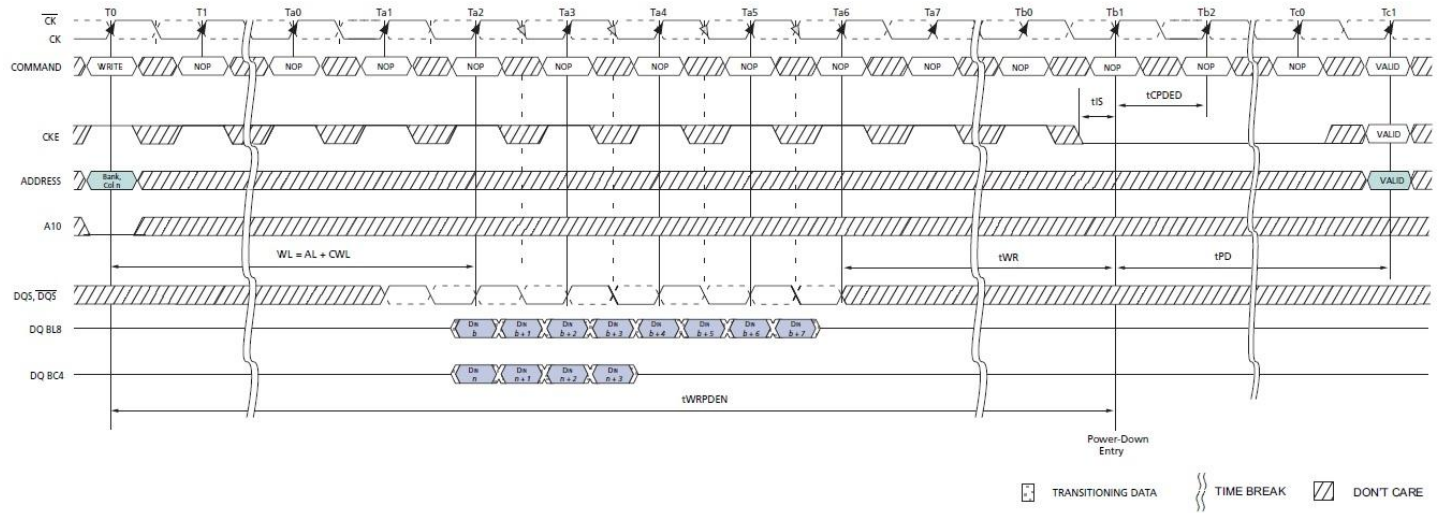 T0 T1 Ta0 Ta1 Ta2 Ta3 Ta4 Ta5 Ta6 Ta7 Tb0 Tb1 Tb2 Tc0 Tc1
CK
CK
COMMAND WRITE NOP NOP NOP NOP NOP NOP NOP NOP NOP NOP NOP NOP NOP VALID
tIS tCPDED
CKE VALID
ADDRESS Bank, Col n VALID
A10
WL = AL + CWL tWR tPD
DQS, DQS
DQ BL8 DIN b DIN b + 1 DIN b + 2 DIN b + 3 DIN b + 4 DIN b + 5 DIN b + 6 DIN b + 7
DQ BC4 DIN n DIN n + 1 DIN n + 2 DIN n + 3
tWRPDEN
Power-Down
Entry
TRANSITIONING DATA TIME BREAK DON'T CARE